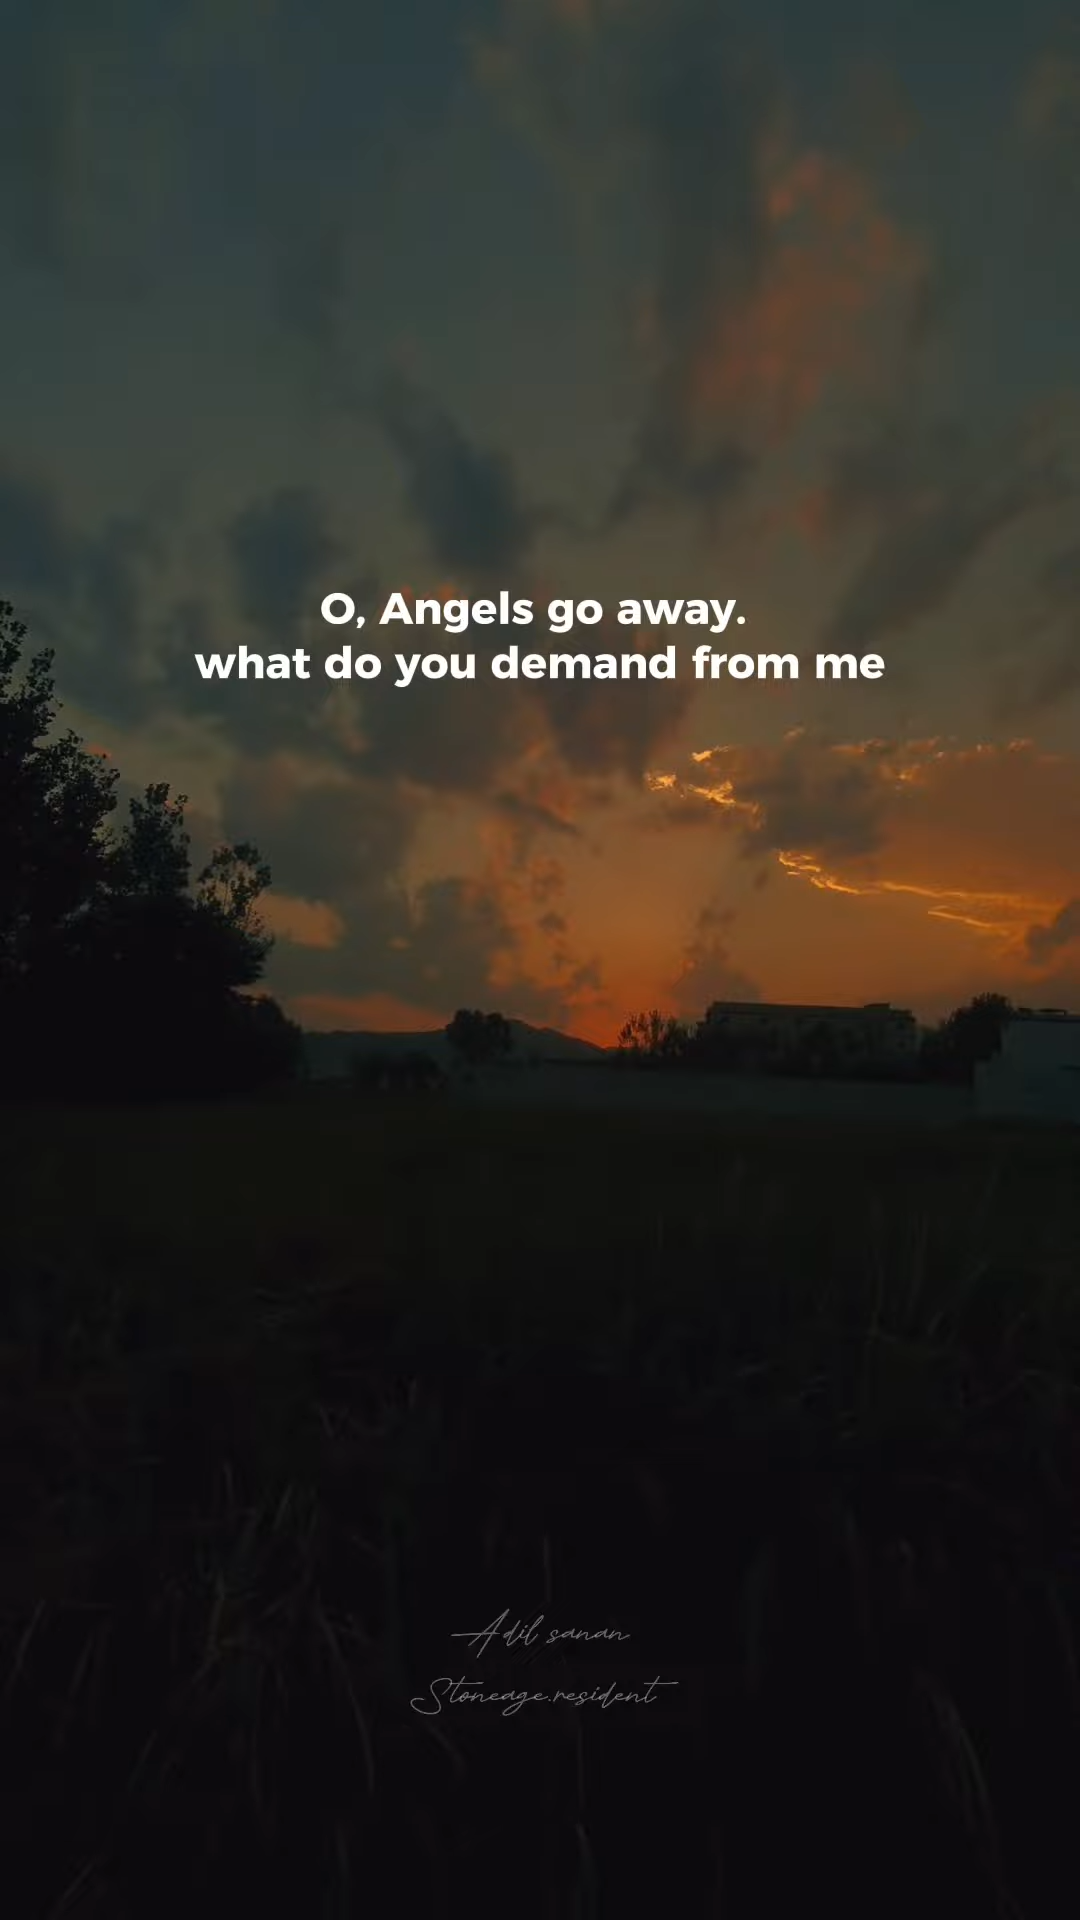 O, Angels go away.
what do you demand from me
Adil sanan
Stoneage.resident